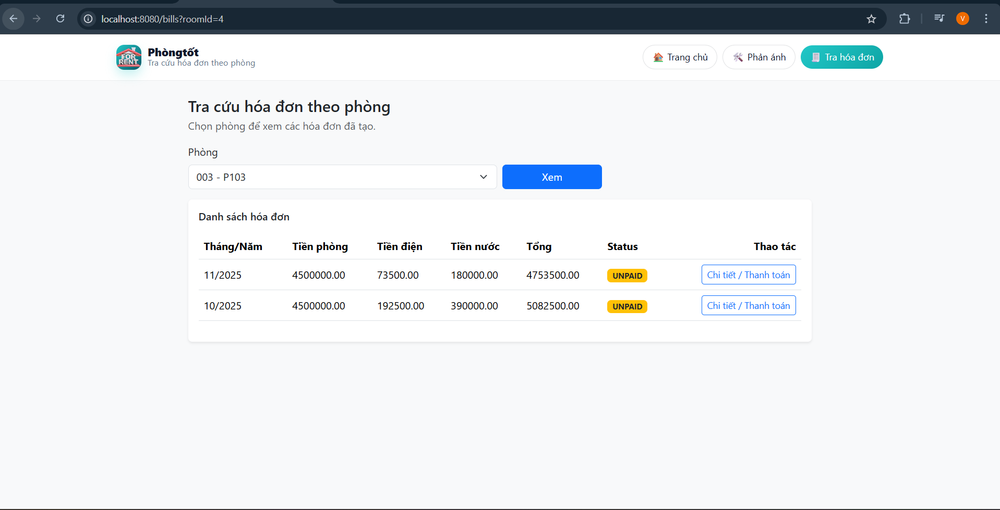 localhost:8080/bills?roomId=4
V
FOR
RENT
Phòngtốt
Tra cứu hóa đơn theo phòng
Trang chủ
Phản ánh
Tra hóa đơn
Tra cứu hóa đơn theo phòng
Chọn phòng để xem các hóa đơn đã tạo.
Phòng
003 - P103
Xem
Danh sách hóa đơn
Tháng/Năm Tiền phòng Tiền điện Tiền nước Tổng Status Thao tác
11/2025 4500000.00 73500.00 180000.00 4753500.00 UNPAID Chi tiết / Thanh toán
10/2025 4500000.00 192500.00 390000.00 5082500.00 UNPAID Chi tiết / Thanh toán